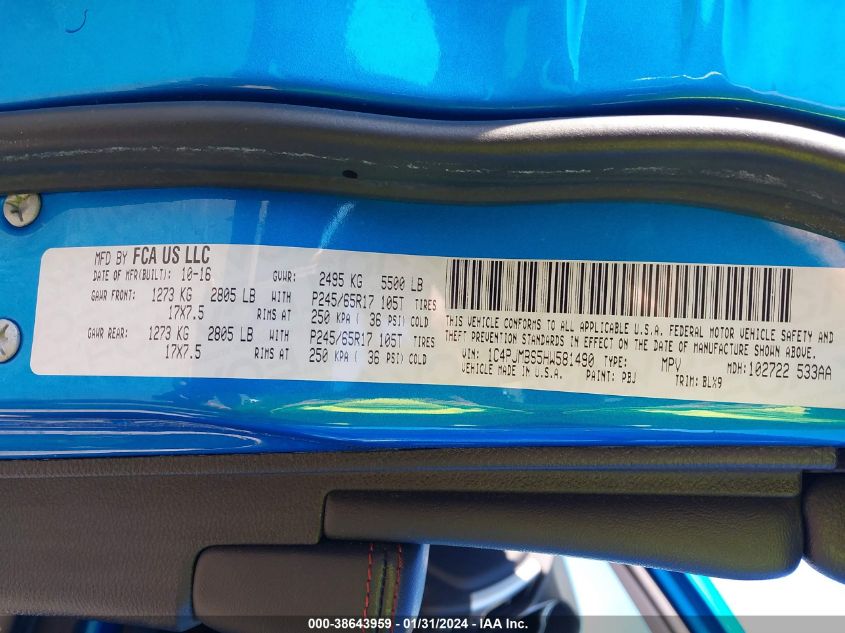 MFD BY FCA US LLC
DATE OF MFR(BUILT): 10-16 GVWR: 2495 KG 5500 LB
GAWR FRONT: 1273 KG 2805 LB WITH P245/65R17 105T TIRES
17X7.5 RIMS AT 250 KPA ( 36 PSI) COLD
GAWR REAR: 1273 KG 2805 LB WITH P245/65R17 105T TIRES
17X7.5 RIMS AT 250 KPA ( 36 PSI) COLD
THIS VEHICLE CONFORMS TO ALL APPLICABLE U.S.A. FEDERAL MOTOR VEHICLE SAFETY AND
THEFT PREVENTION STANDARDS IN EFFECT ON THE DATE OF MANUFACTURE SHOWN ABOVE.
VIN: 1C4PJMBS5HW581490 TYPE: MPV MDH: 102722 533AA
VEHICLE MADE IN U.S.A. PAINT: PBJ TRIM: BLX9
000-38643959 - 01/31/2024 - IAA Inc.